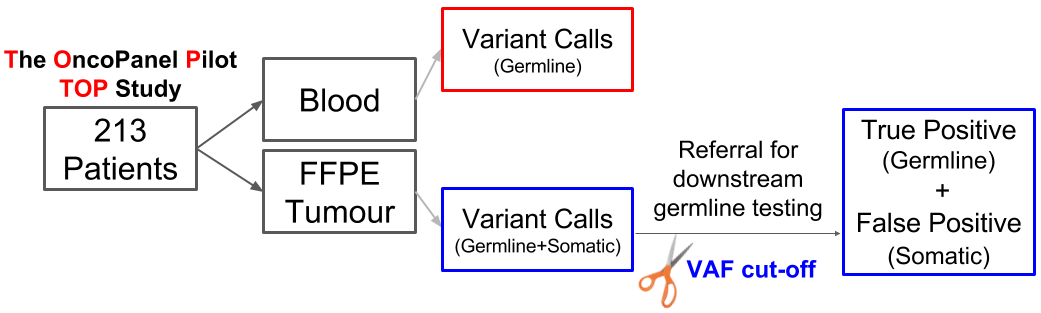 The OncoPanel Pilot
TOP Study
213
Patients
Blood
FFPE
Tumour
Variant Calls
(Germline)
Variant Calls
(Germline+Somatic)
Referral for
downstream
germline testing
VAF cut-off
True Positive
(Germline)
+
False Positive
(Somatic)